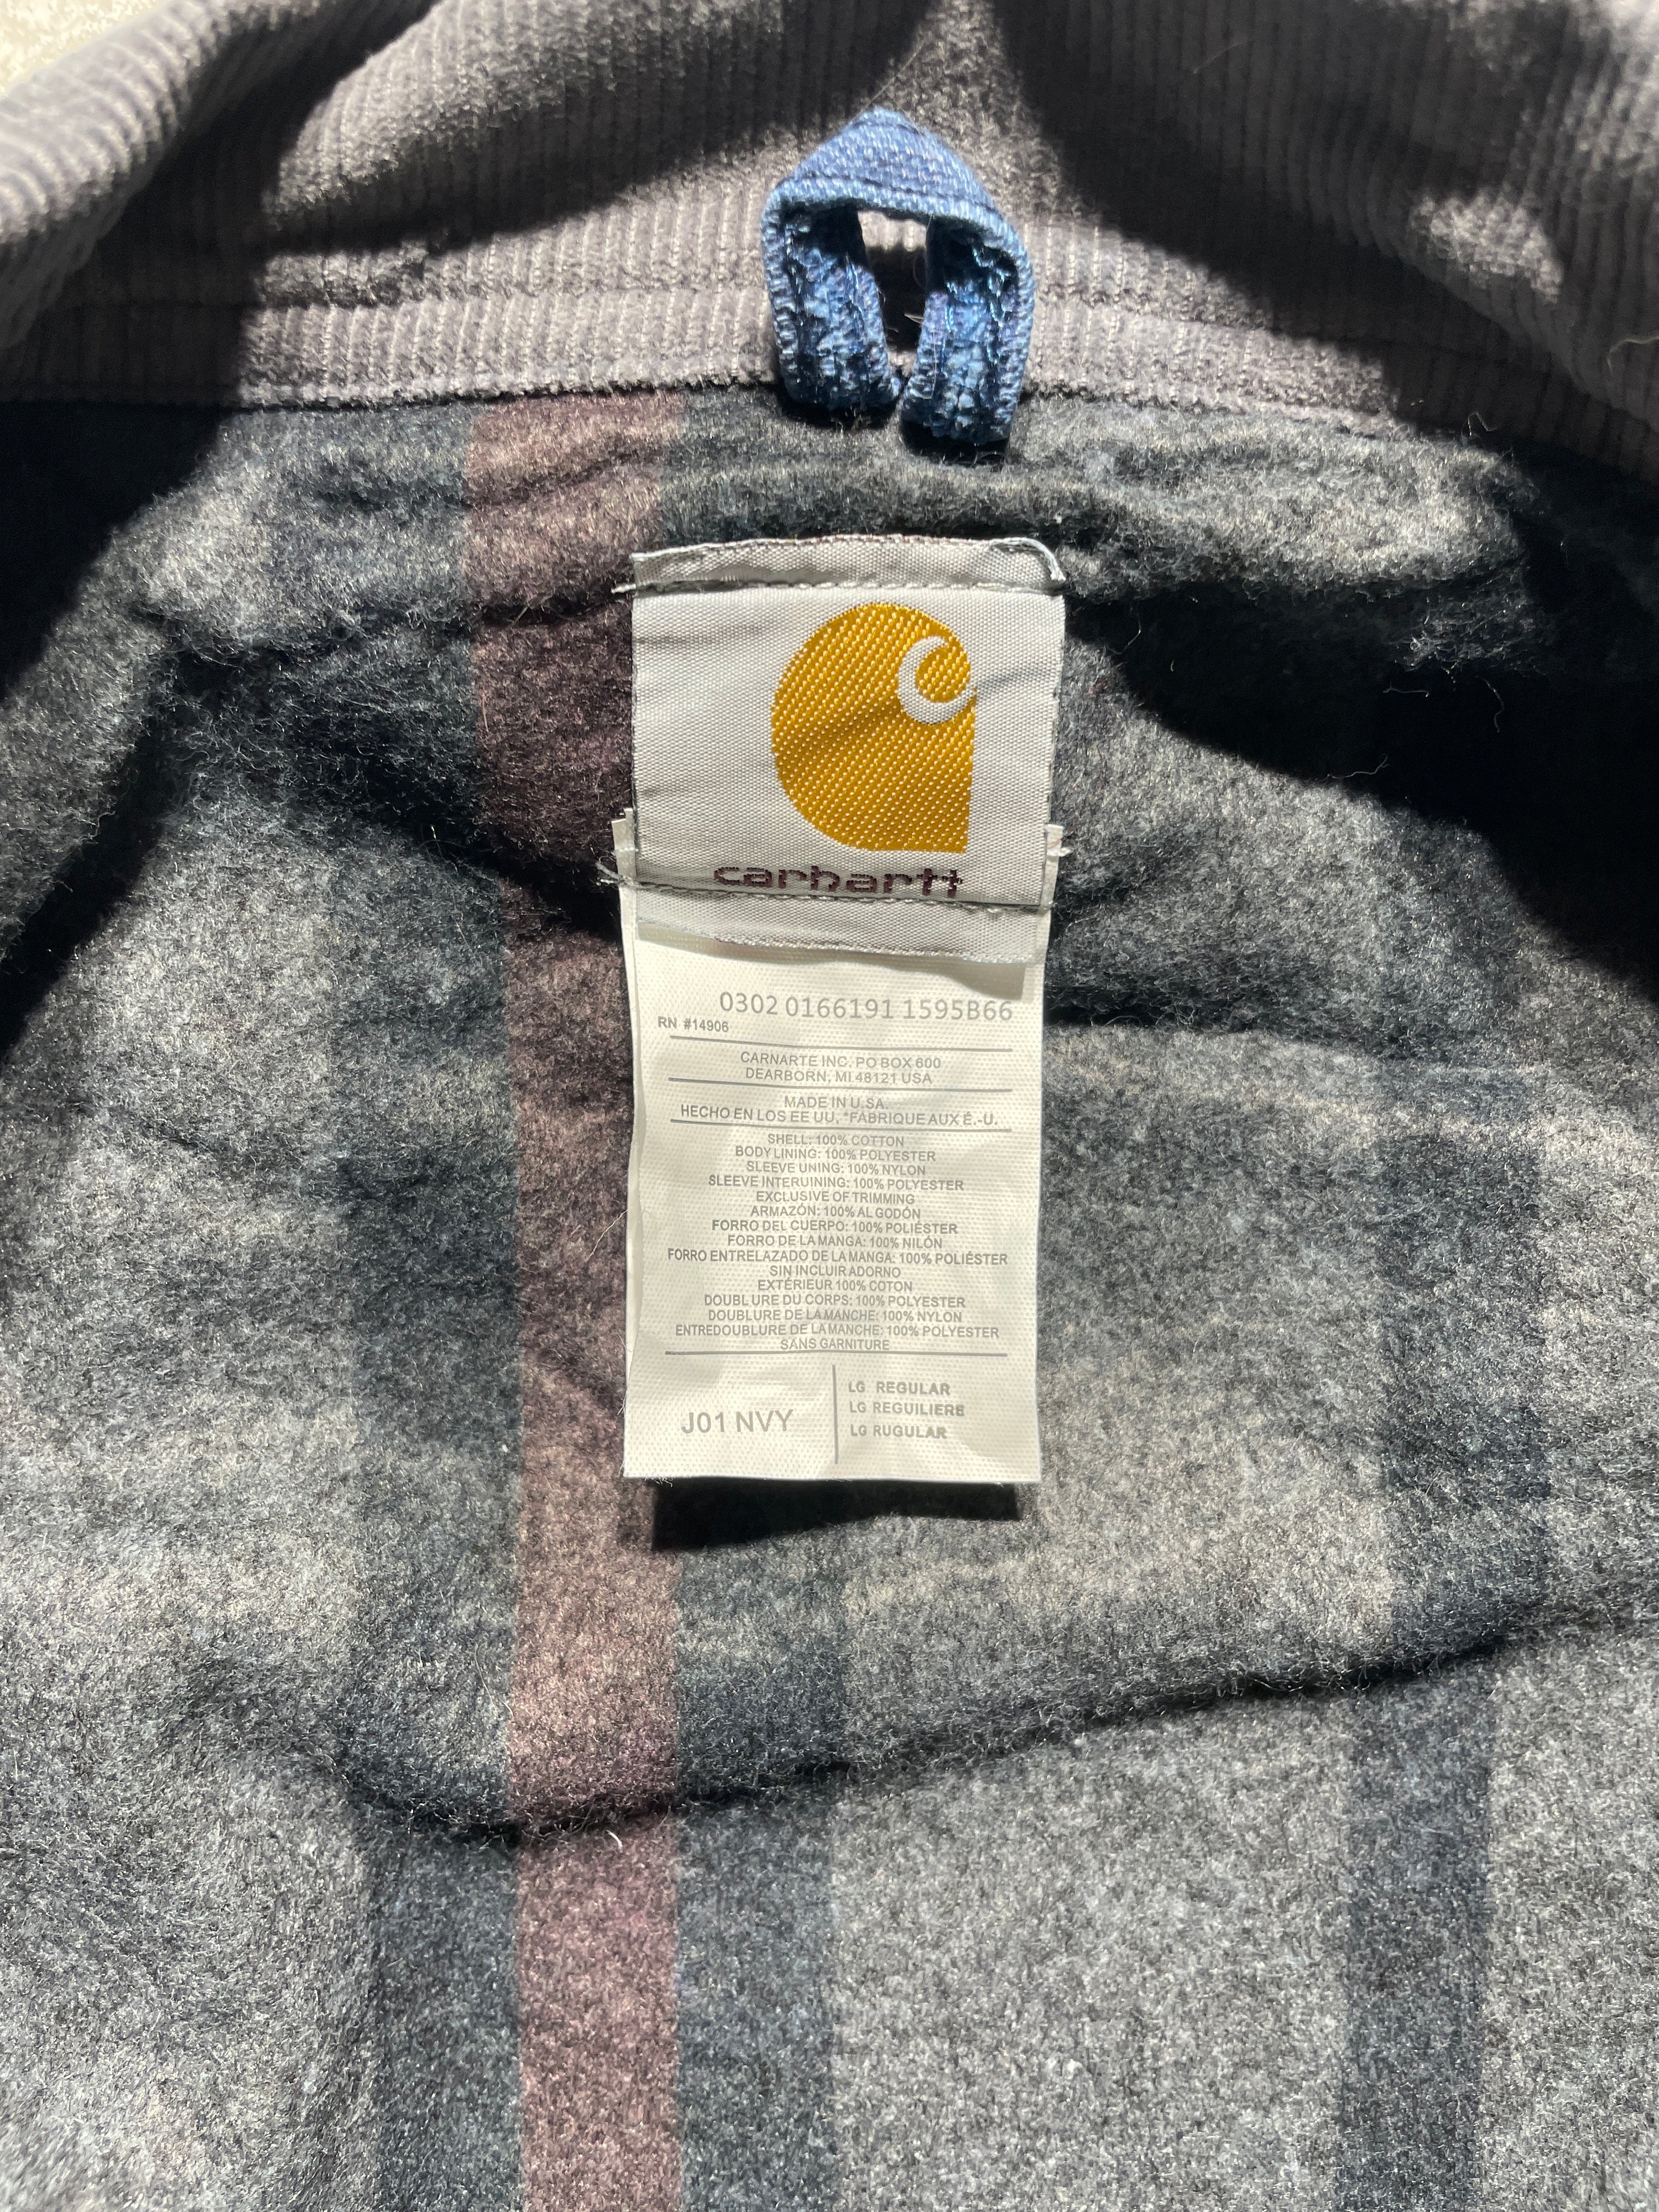 carhartt
0302 0166191 1595B66
RN #14906
CARNARTE INC. PO BOX 600
DEARBORN, MI 48121 USA
MADE IN U.S.A.
HECHO EN LOS EE UU. *FABRIQUE AUX É.-U.
SHELL: 100% COTTON
BODY LINING: 100% POLYESTER
SLEEVE UNING: 100% NYLON
SLEEVE INTERUINING: 100% POLYESTER
EXCLUSIVE OF TRIMMING
ARMAZÓN: 100% ALGODÓN
FORRO DEL CUERPO: 100% POLIÉSTER
FORRO DE LA MANGA: 100% NILÓN
FORRO ENTRELAZADO DE LA MANGA: 100% POLIÉSTER
SIN INCLUIR ADORNO
EXTÉRIEUR 100% COTON
DOUBLURE DU CORPS: 100% POLYESTER
DOUBLURE DE LA MANCHE: 100% NYLON
ENTREDOUBLURE DE LA MANCHE: 100% POLYESTER
SANS GARNITURE
J01 NVY
LG REGULAR
LG REGUILIERE
LG RUGULAR